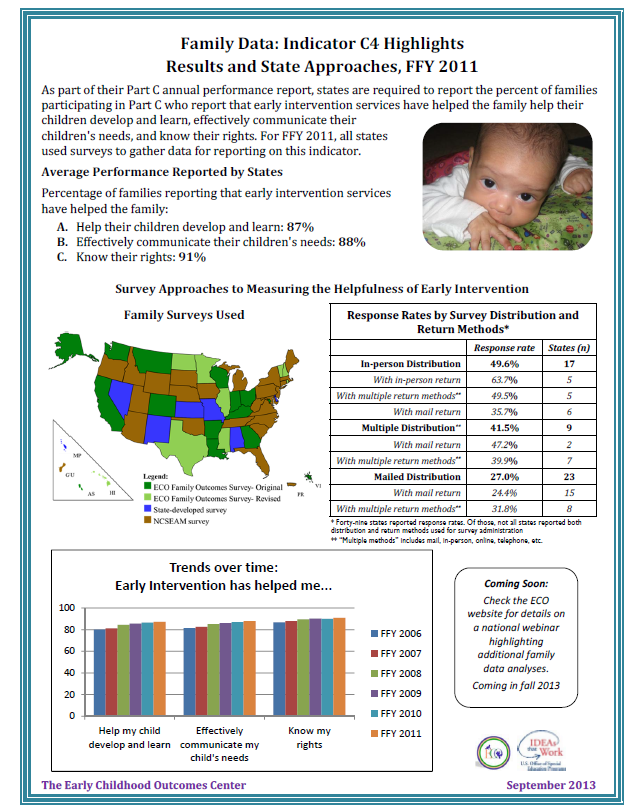 Family Data: Indicator C4 Highlights
Results and State Approaches, FFY 2011
As part of their Part C annual performance report, states are required to report the percent of families
participating in Part C who report that early intervention services have helped the family help their
children develop and learn, effectively communicate their
children's needs, and know their rights. For FFY 2011, all states
used surveys to gather data for reporting on this indicator.
Average Performance Reported by States
Percentage of families reporting that early intervention services
have helped the family:
A. Help their children develop and learn: 87%
B. Effectively communicate their children's needs: 88%
C. Know their rights: 91%
Survey Approaches to Measuring the Helpfulness of Early Intervention
Family Surveys Used
MP
GU
AS
HI
PR
VI
Legend:
ECO Family Outcomes Survey- Original
ECO Family Outcomes Survey- Revised
State-developed survey
NCSEAM survey
Response Rates by Survey Distribution and
Return Methods*
Response rate States (n)
In-person Distribution 49.6% 17
With in-person return 63.7% 5
With multiple return methods** 49.5% 5
With mail return 35.7% 6
Multiple Distribution** 41.5% 9
With mail return 47.2% 2
With multiple return methods** 39.9% 7
Mailed Distribution 27.0% 23
With mail return 24.4% 15
With multiple return methods** 31.8% 8
* Forty-nine states reported response rates. Of those, not all states reported both
distribution and return methods used for survey administration
** "Multiple methods" includes mail, in-person, online, telephone, etc.
Trends over time:
Early Intervention has helped me...
100
80
60
40
20
0
Help my child
develop and learn
Effectively
communicate my
child's needs
Know my
rights
FFY 2006
FFY 2007
FFY 2008
FFY 2009
FFY 2010
FFY 2011
Coming Soon:
Check the ECO
website for details on
a national webinar
highlighting
additional family
data analyses.
Coming in fall 2013
IDEAs
that
Work
U.S. Office of Special
Education Programs
The Early Childhood Outcomes Center
September 2013